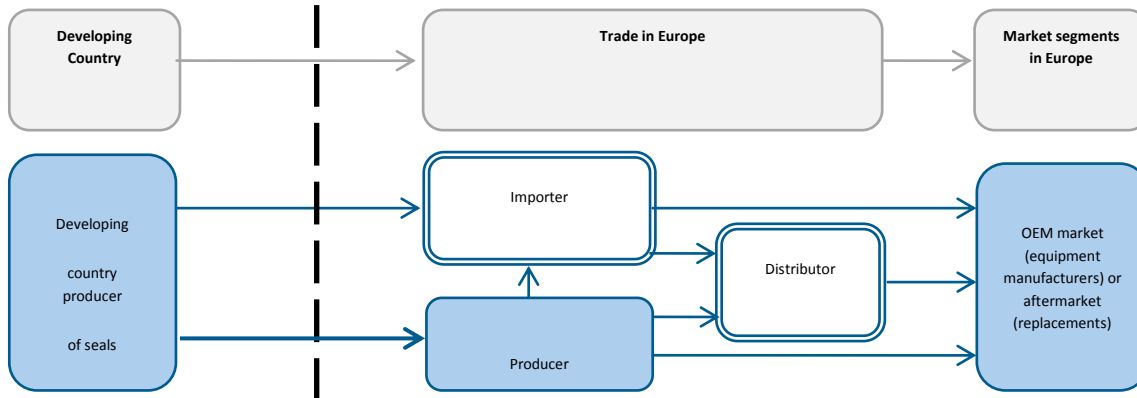 Developing
Country
Trade in Europe
Market segments
in Europe
Developing
country
producer
of seals
Importer
Distributor
Producer
OEM market
(equipment
manufacturers) or
aftermarket
(replacements)